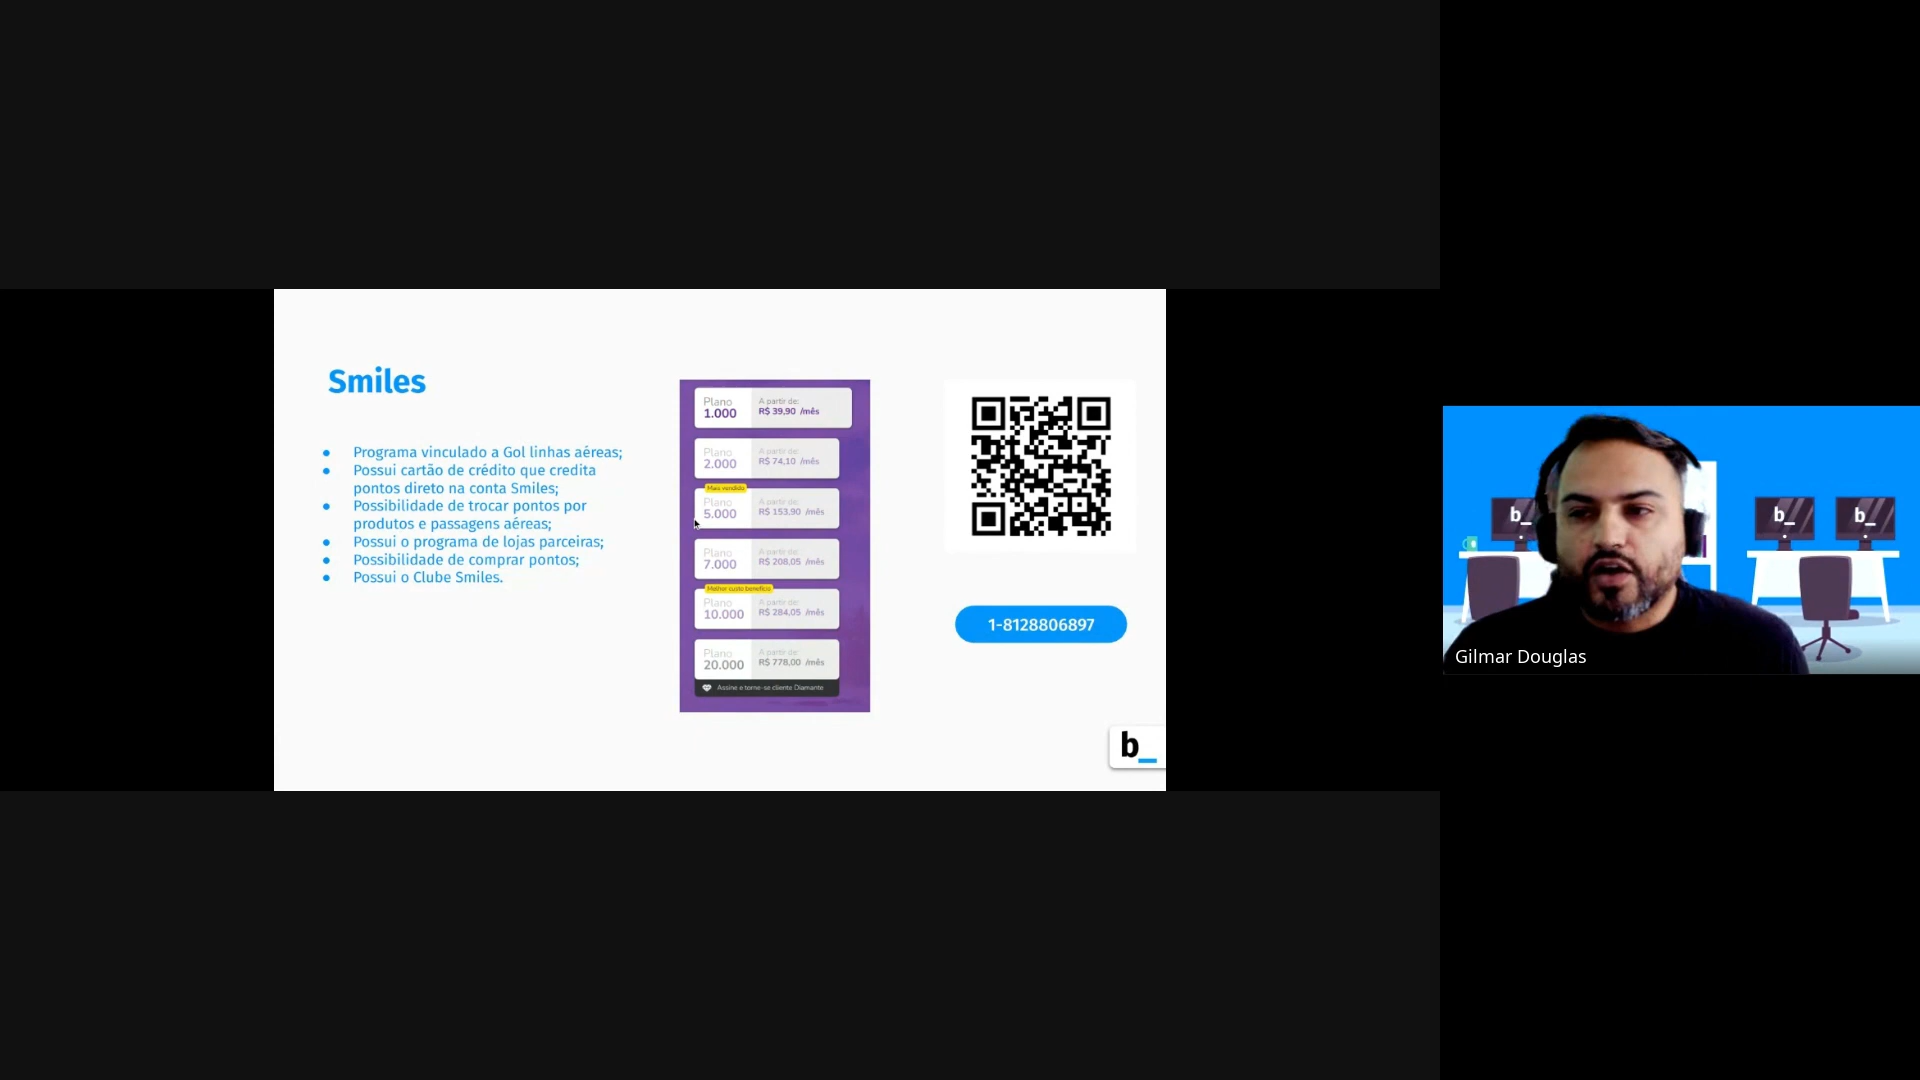 Smiles
● Programa vinculado a Gol linhas aéreas;
● Possui cartão de crédito que credita
pontos direto na conta Smiles;
● Possibilidade de trocar pontos por
produtos e passagens aéreas;
● Possui o programa de lojas parceiras;
● Possibilidade de comprar pontos;
● Possui o Clube Smiles.
Plano
1.000
A partir de:
R$ 39,90 /mês
Plano
2.000
A partir de:
R$ 74,10 /mês
Mais vendido
Plano
5.000
A partir de:
R$ 153,90 /mês
Plano
7.000
A partir de:
R$ 208,05 /mês
Melhor custo benefício
Plano
10.000
A partir de:
R$ 284,05 /mês
Plano
20.000
A partir de:
R$ 778,00 /mês
Assine e torne-se cliente Diamante
1-8128806897
b_
b_
b_
b_
Gilmar Douglas